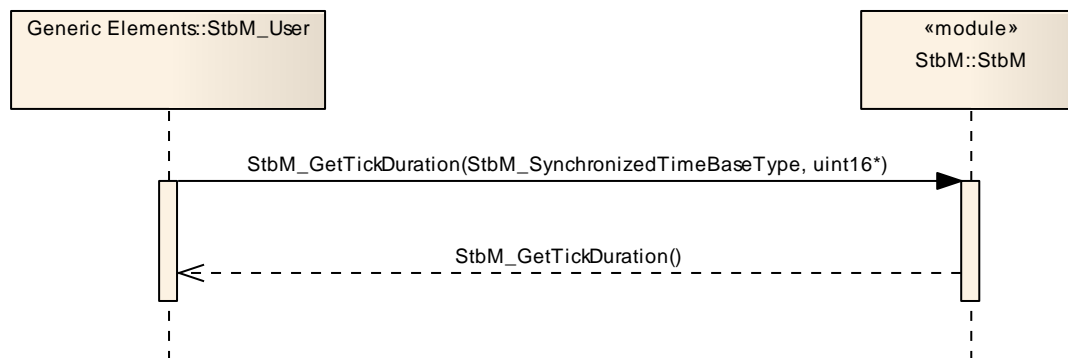 Generic Elements::StbM_User
«module»
StbM::StbM
StbM_GetTickDuration(StbM_SynchronizedTimeBaseType, uint16*)
StbM_GetTickDuration()